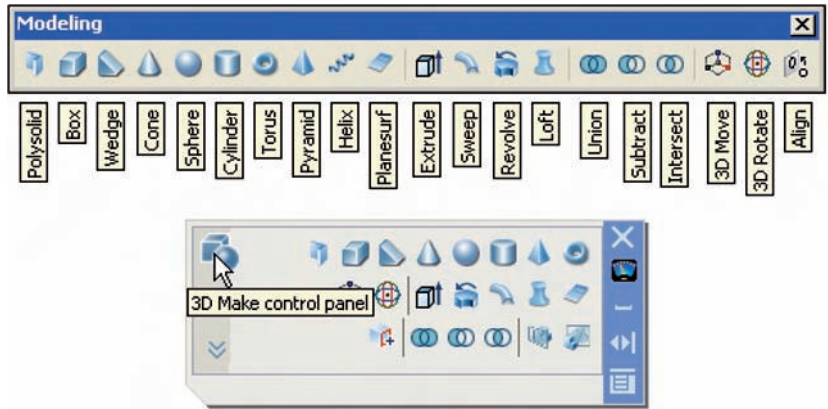 Modeling
Polysolid
Box
Wedge
Cone
Sphere
Cylinder
Torus
Pyramid
Helix
Planesurf
Extrude
Sweep
Revolve
Loft
Union
Subtract
Intersect
3D Move
3D Rotate
Align
3D Make control panel